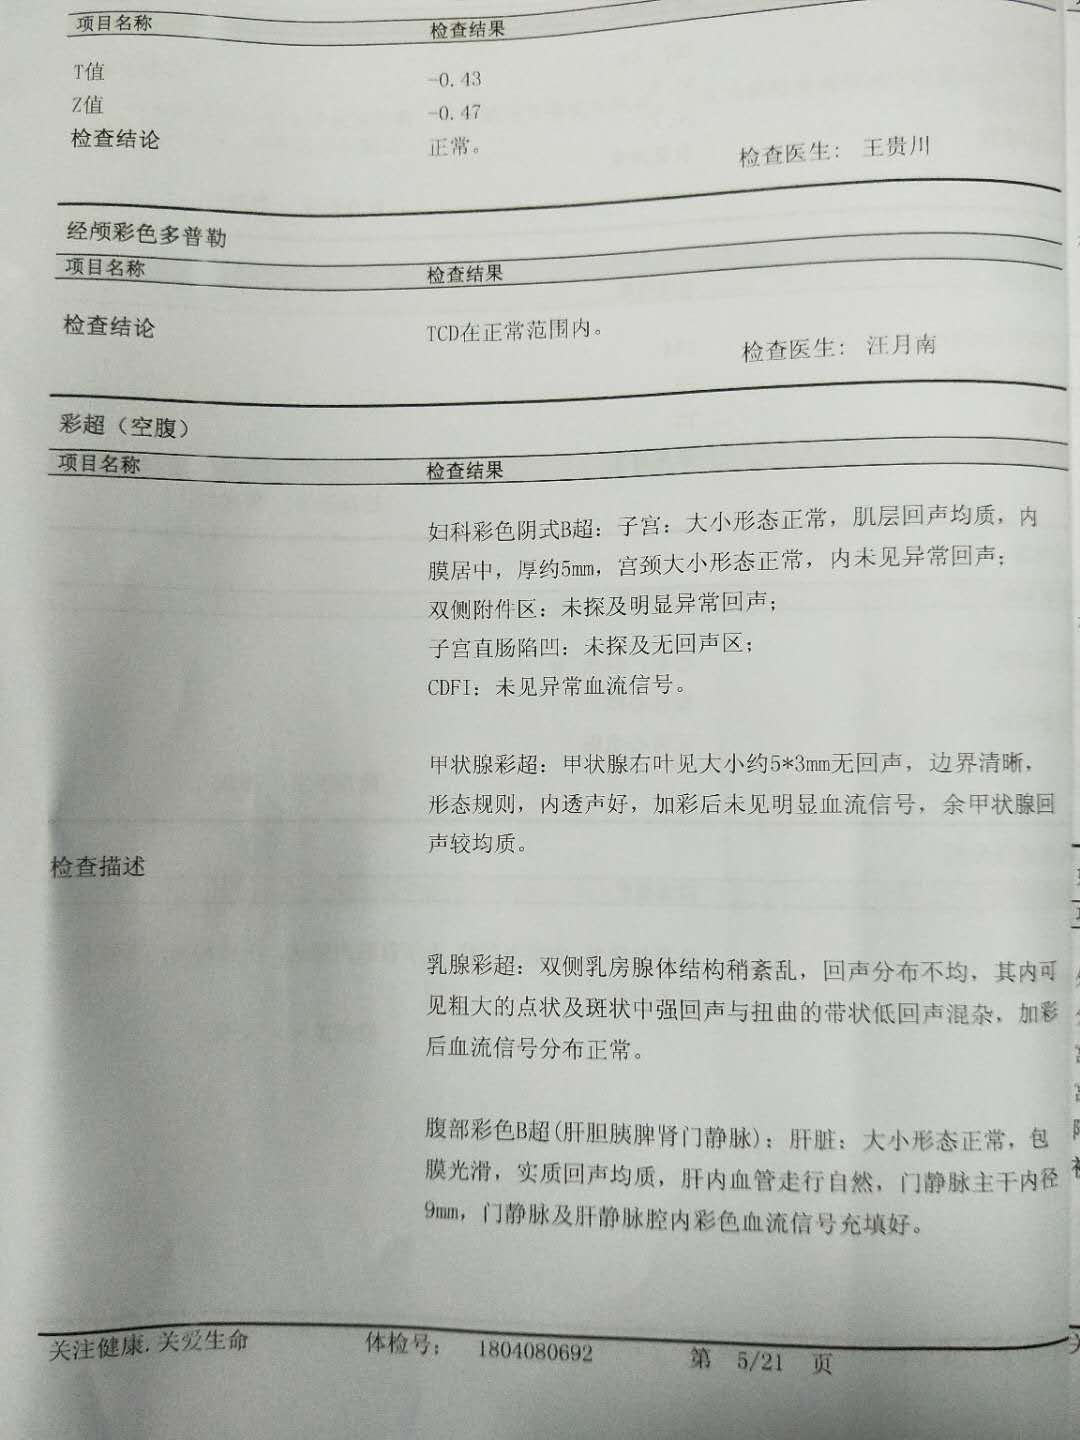 项目名称 检查结果
T值 -0.43
Z值 -0.47
检查结论 正常。
检查医生: 王贵川
经颅彩色多普勒
项目名称 检查结果
检查结论 TCD在正常范围内。
检查医生: 汪月南
彩超（空腹）
项目名称 检查结果
妇科彩色阴式B超: 子宫: 大小形态正常, 肌层回声均质, 内
膜居中, 厚约5mm, 宫颈大小形态正常, 内未见异常回声;
双侧附件区: 未探及明显异常回声;
子宫直肠陷凹: 未探及无回声区;
CDFI: 未见异常血流信号。
甲状腺彩超: 甲状腺右叶见大小约5*3mm无回声, 边界清晰,
形态规则, 内透声好, 加彩后未见明显血流信号, 余甲状腺回
声较均质。
检查描述
乳腺彩超: 双侧乳房腺体结构稍紊乱, 回声分布不均, 其内可
见粗大的点状及斑状中强回声与扭曲的带状低回声混杂, 加彩
后血流信号分布正常。
腹部彩色B超(肝胆胰脾肾门静脉): 肝脏: 大小形态正常, 包
膜光滑, 实质回声均质, 肝内血管走行自然, 门静脉主干内径
9mm, 门静脉及肝静脉腔内彩色血流信号充填好。
关注健康.关爱生命 体检号: 1804080692 第 5/21 页